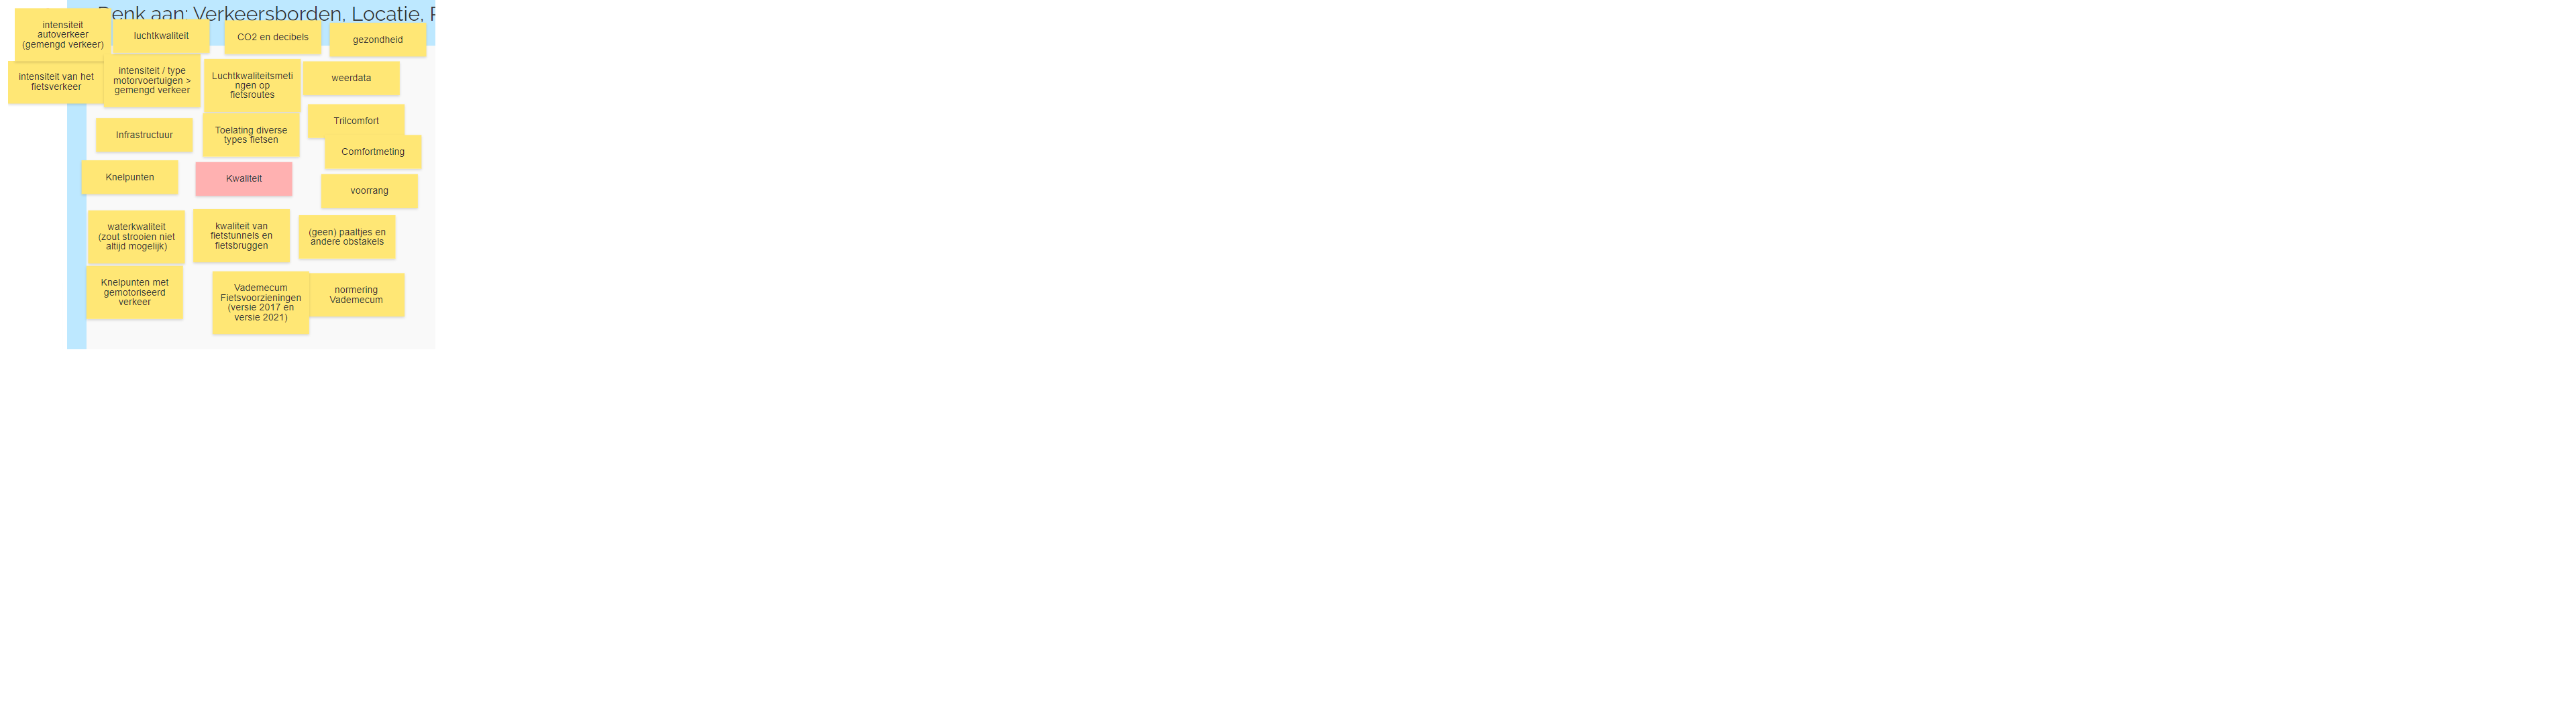 Denk aan: Verkeersborden, Locatie,
intensiteit
autoverkeer
(gemengd verkeer)
luchtkwaliteit
CO2 en decibels
gezondheid
intensiteit van het
fietsverkeer
intensiteit / type
motorvoertuigen >
gemengd verkeer
Luchtkwaliteitsmeti
ngen op
fietsroutes
weerdata
Infrastructuur
Toelating diverse
types fietsen
Trilcomfort
Comfortmeting
Knelpunten
Kwaliteit
voorrang
waterkwaliteit
(zout strooien niet
altijd mogelijk)
kwaliteit van
fietstunnels en
fietsbruggen
(geen) paaltjes en
andere obstakels
Knelpunten met
gemotoriseerd
verkeer
Vademecum
Fietsvoorzieningen
(versie 2017 en
versie 2021)
normering
Vademecum